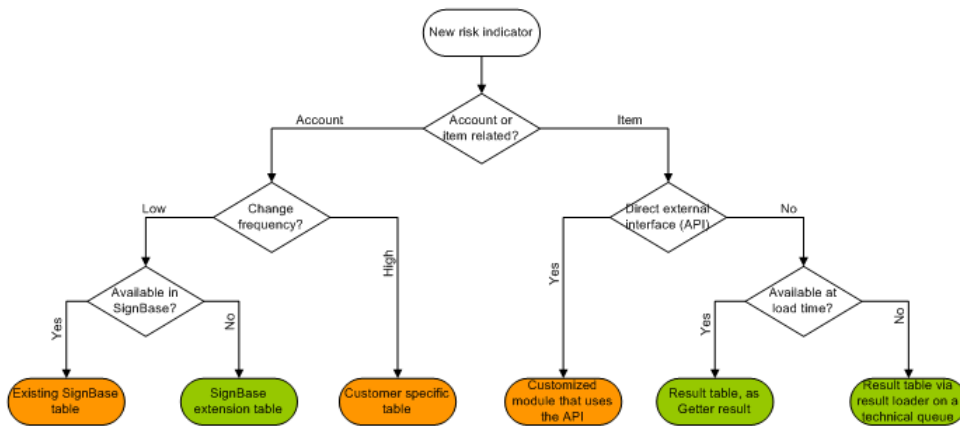 New risk indicator
Account
Account or
item related?
Item
Low
Change
frequency?
High
Direct external
interface (API)
No
Yes
Available in
SignBase?
No
Yes
Yes
Available at
load time?
No
Existing SignBase
table
SignBase
extension table
Customer specific
table
Customized
module that uses
the API
Result table, as
Getter result
Result table via
result loader on a
technical queue